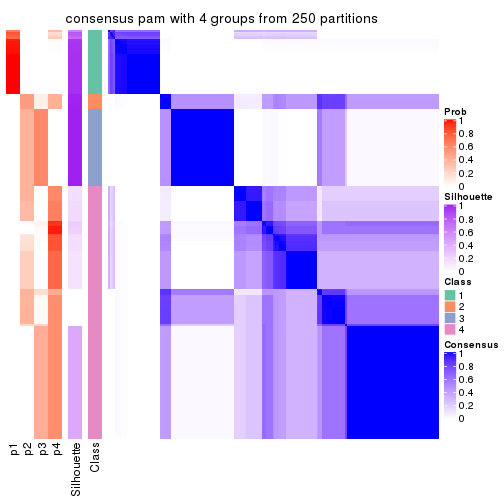 consensus pam with 4 groups from 250 partitions
Prob
1
0.8
0.6
0.4
0.2
0
Silhouette
1
0.8
0.6
0.4
0.2
0
Class
1
2
3
4
Consensus
1
0.8
0.6
0.4
0.2
0
p1
p2
p3
p4
Silhouette
Class